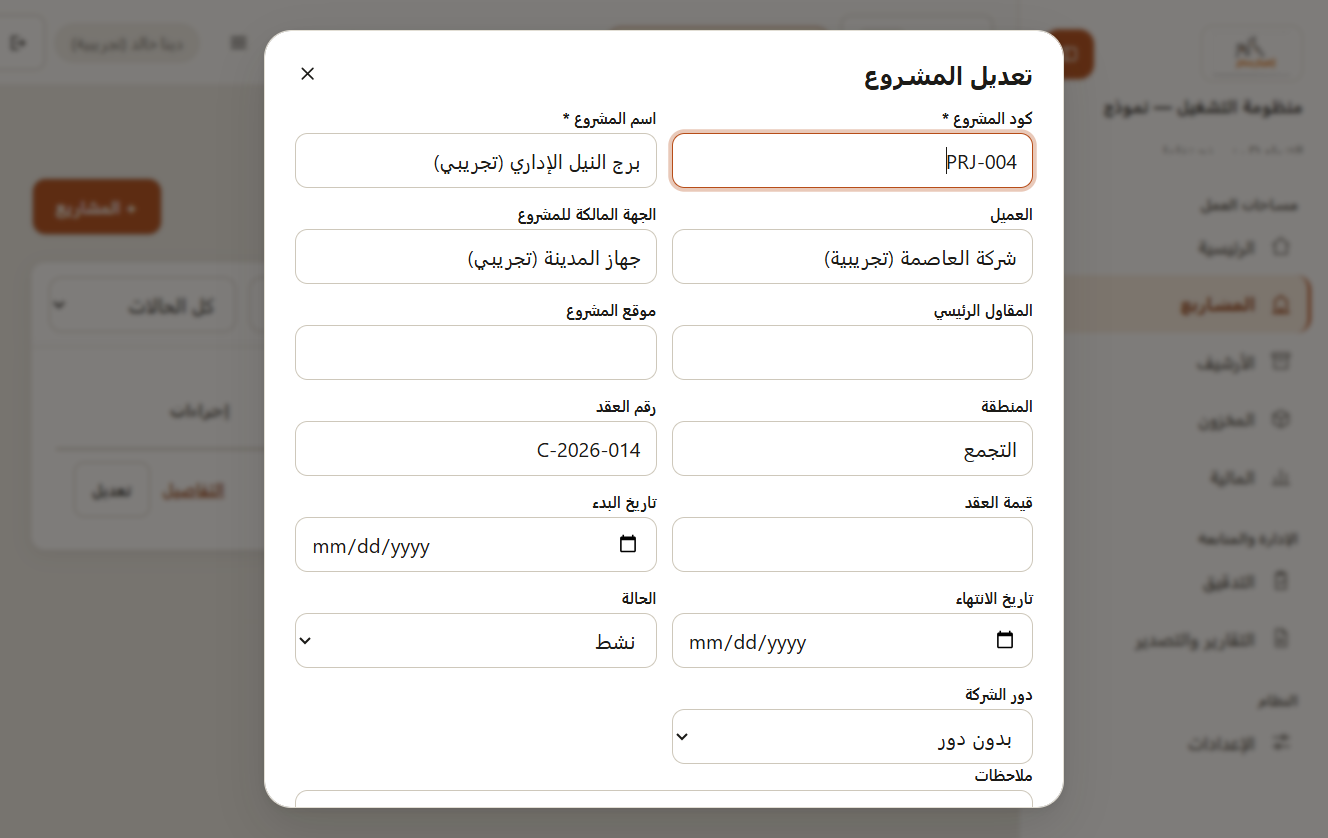 تعديل المشروع
كود المشروع *
اسم المشروع *
PRJ-004
برج النيل الإداري (تجريبي)
العميل
الجهة المالكة للمشروع
شركة العاصمة (تجريبية)
جهاز المدينة (تجريبي)
المقاول الرئيسي
موقع المشروع
المنطقة
رقم العقد
التجمع
C-2026-014
قيمة العقد
تاريخ البدء
mm/dd/yyyy
تاريخ الانتهاء
الحالة
mm/dd/yyyy
نشط
دور الشركة
بدون دور
ملاحظات
منظومة التشغيل — نموذج
مساحات العمل
الرئيسية
المشاريع
الأرشيف
المخزون
المالية
الإدارة والمتابعة
التدقيق
التقارير والتصدير
النظام
الإعدادات
دينا خالد (تجريبية)
+ المشاريع
كل الحالات
إجراءات
التفاصيل
تعديل